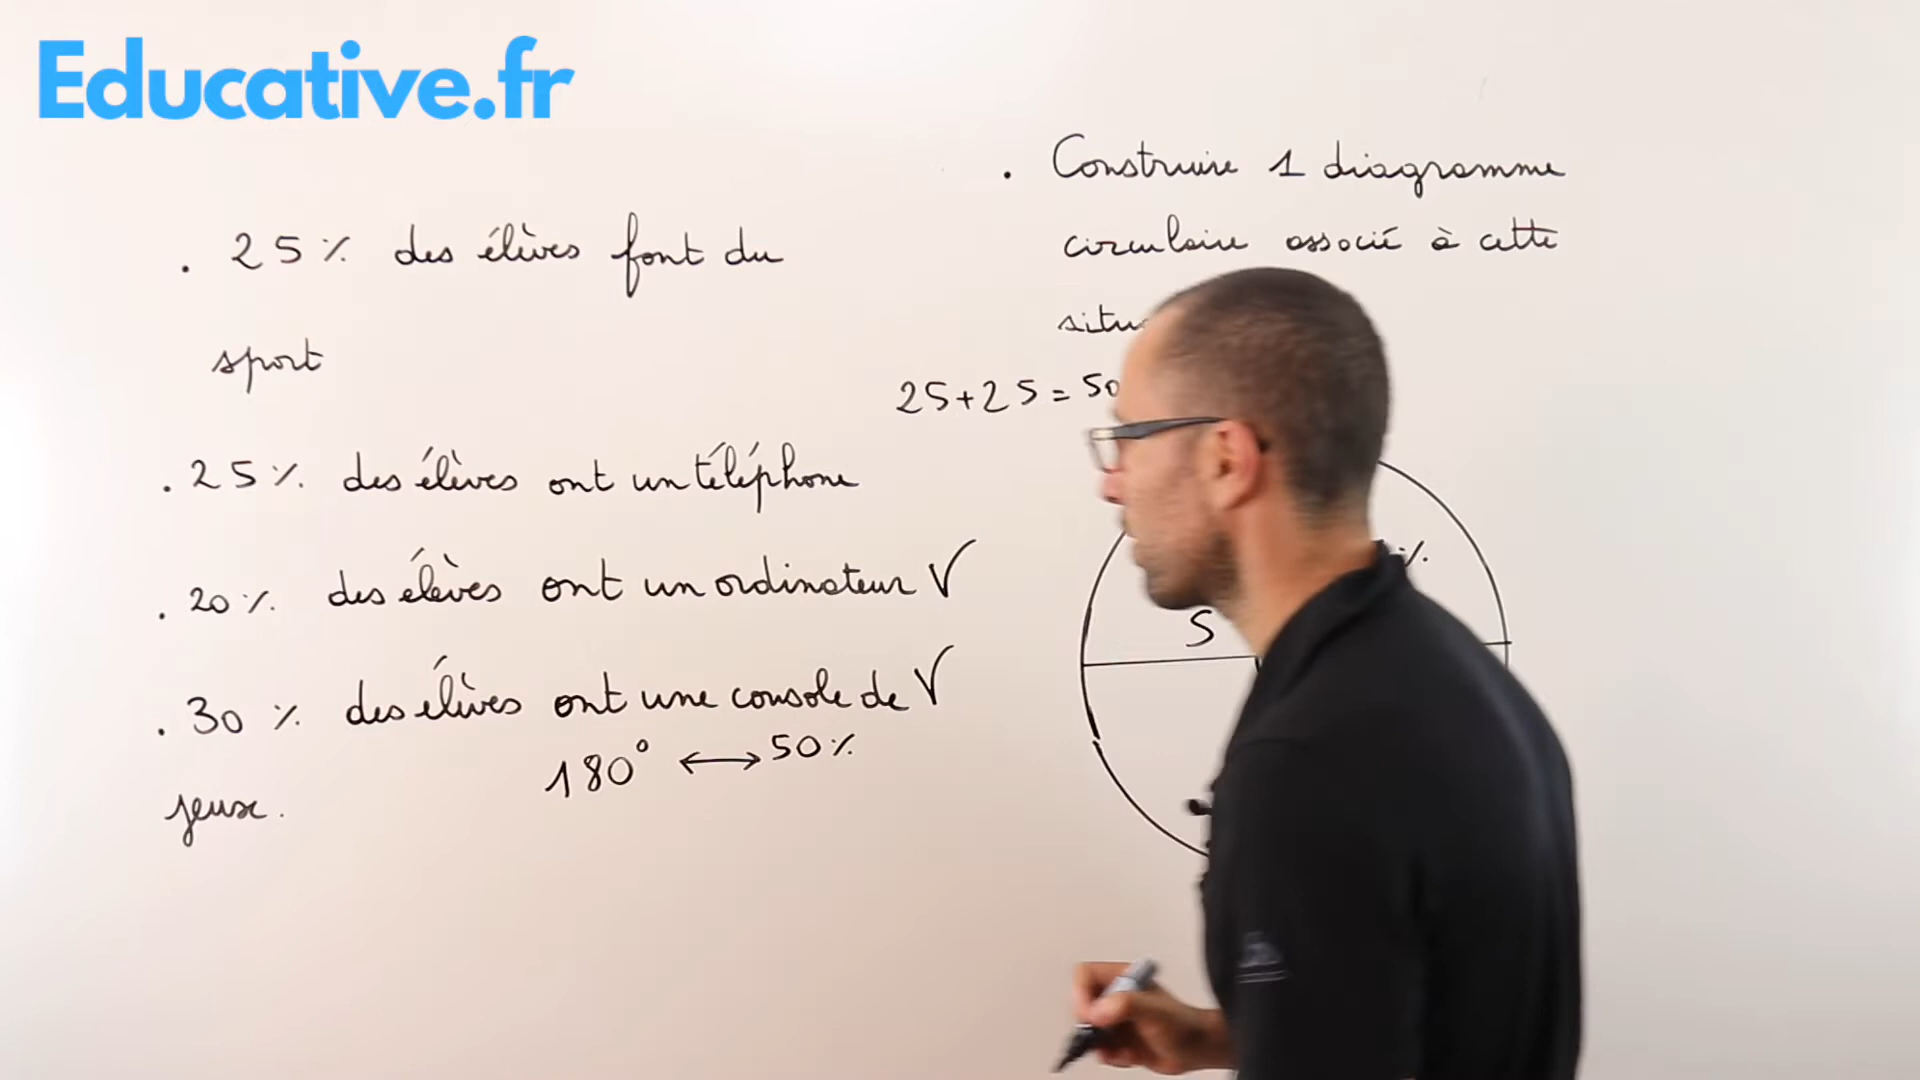 Educative.fr
. 25 % des élèves font du
sport
. 25 % des élèves ont un téléphone
. 20 % des élèves ont un ordinateur √
. 30 % des élèves ont une console de √
180° ⟷ 50 %
jeux.
. Construire 1 diagramme
circulaire associé à cette
25+25 = 50
%
S